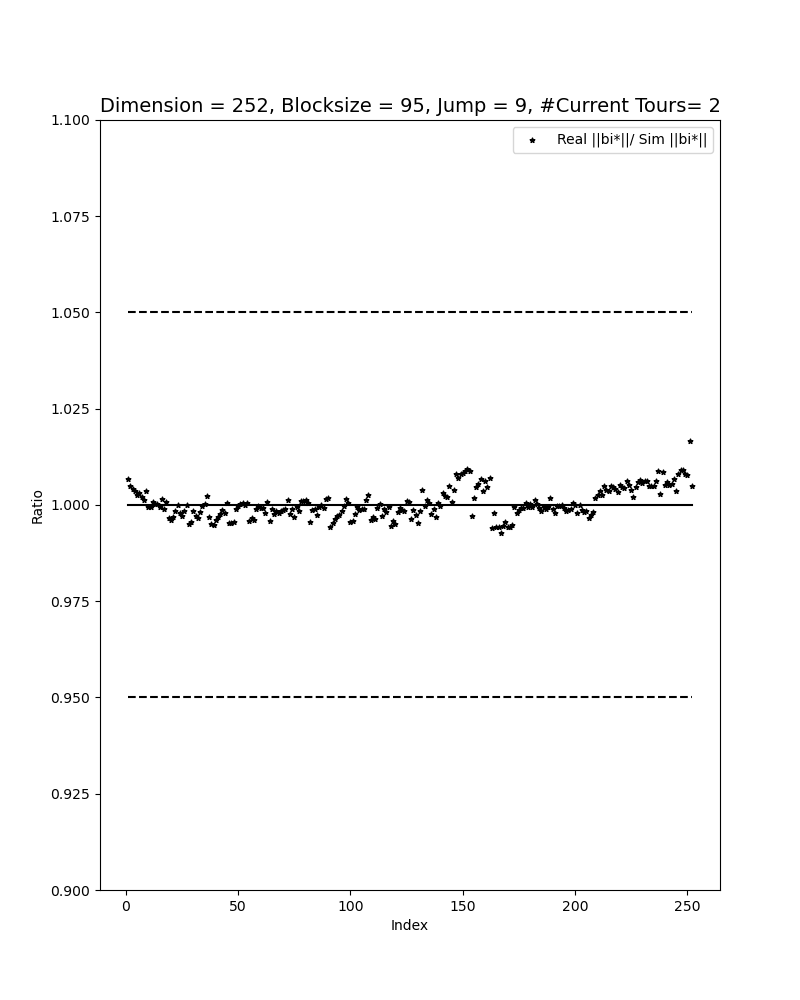 Dimension = 252, Blocksize = 95, Jump = 9, #Current Tours= 2
Real ||bi*||/ Sim ||bi*||
1.100
1.075
1.050
1.025
1.000
0.975
0.950
0.925
0.900
Ratio
0 50 100 150 200 250
Index